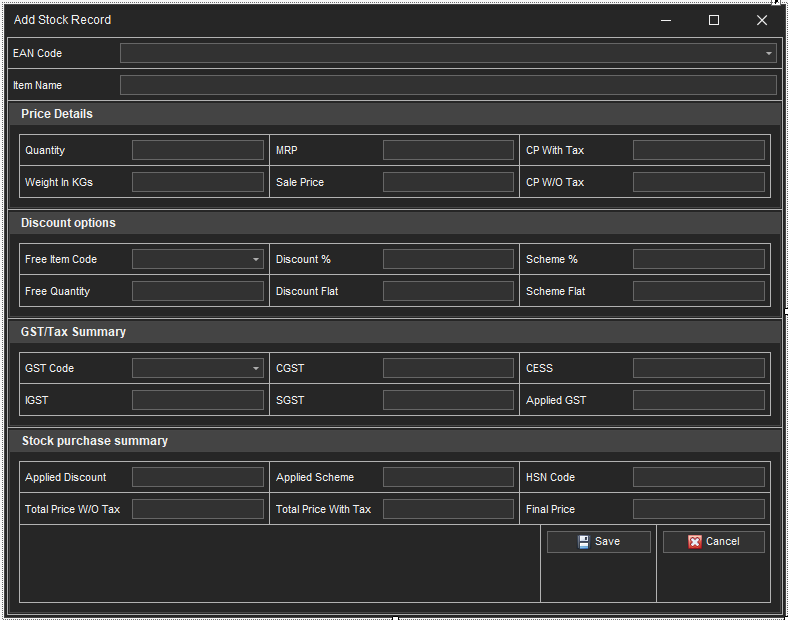 Add Stock Record
EAN Code
Item Name
Price Details
Quantity MRP CP With Tax
Weight In KGs Sale Price CP W/O Tax
Discount options
Free Item Code Discount % Scheme %
Free Quantity Discount Flat Scheme Flat
GST/Tax Summary
GST Code CGST CESS
IGST SGST Applied GST
Stock purchase summary
Applied Discount Applied Scheme HSN Code
Total Price W/O Tax Total Price With Tax Final Price
Save Cancel